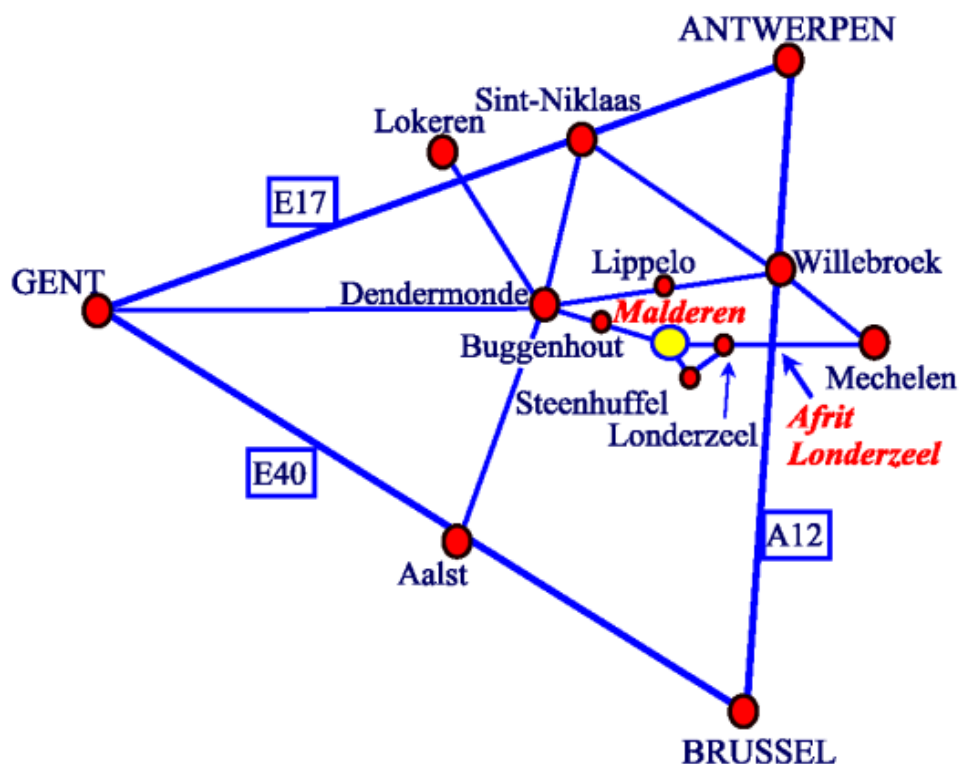 ANTWERPEN
Sint-Niklaas
Lokeren
E17
GENT
Lippelo
Willebroek
Dendermonde
Malderen
Buggenhout
Mechelen
Steenhuffel
Londerzeel
Afrit
Londerzeel
E40
A12
Aalst
BRUSSEL